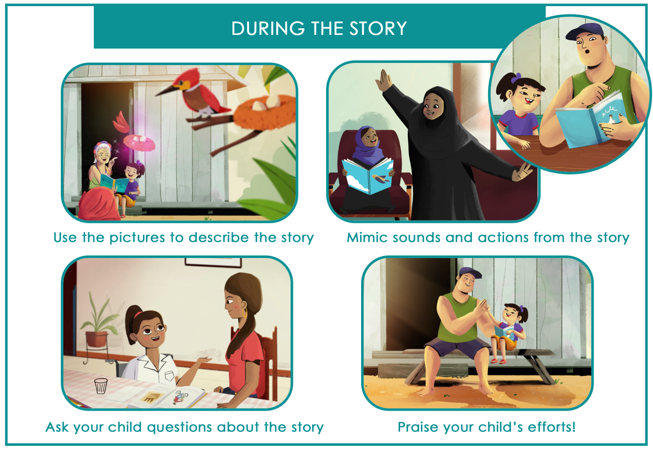 DURING THE STORY
Use the pictures to describe the story
Mimic sounds and actions from the story
Ask your child questions about the story
Praise your child's efforts!